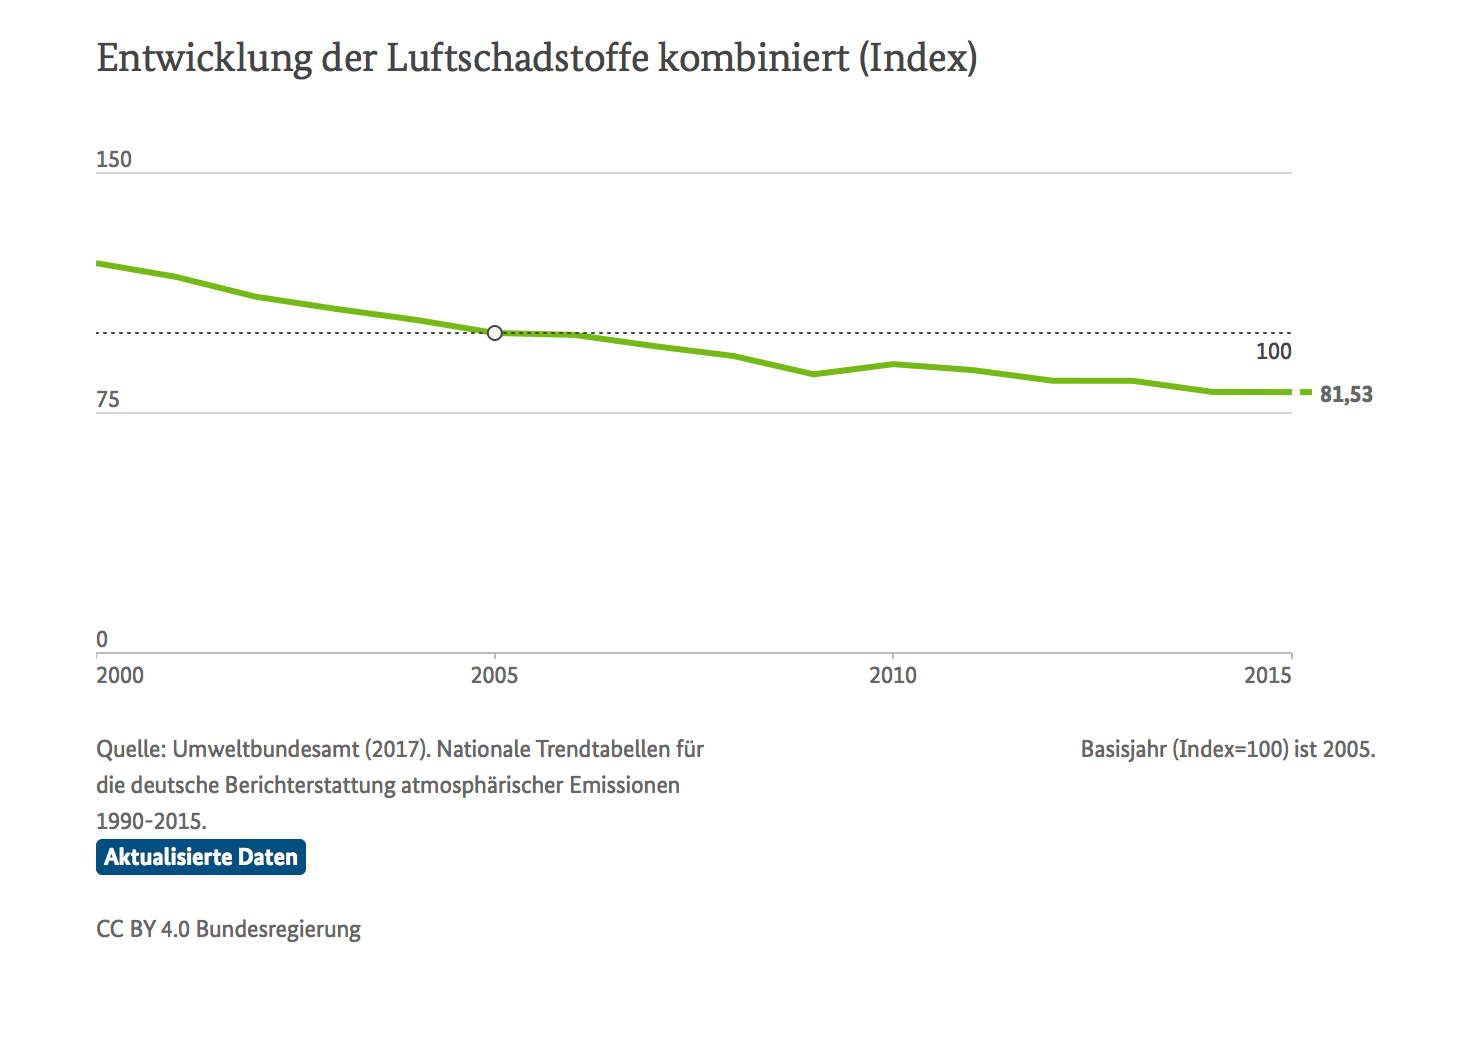 Entwicklung der Luftschadstoffe kombiniert (Index)
150
100
75
81,53
0
2000 2005 2010 2015
Quelle: Umweltbundesamt (2017). Nationale Trendtabellen für
die deutsche Berichterstattung atmosphärischer Emissionen
1990-2015.
Basisjahr (Index=100) ist 2005.
Aktualisierte Daten
CC BY 4.0 Bundesregierung